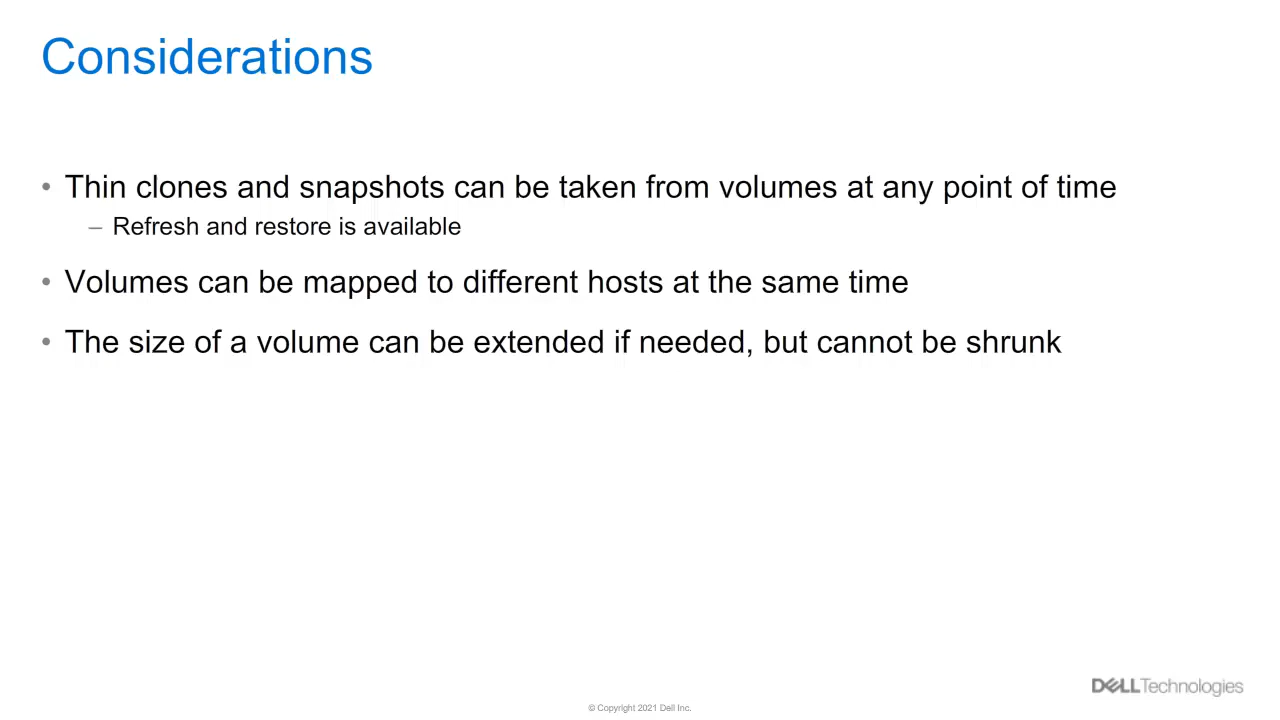 Considerations
• Thin clones and snapshots can be taken from volumes at any point of time
– Refresh and restore is available
• Volumes can be mapped to different hosts at the same time
• The size of a volume can be extended if needed, but cannot be shrunk
DELLTechnologies
© Copyright 2021 Dell Inc.